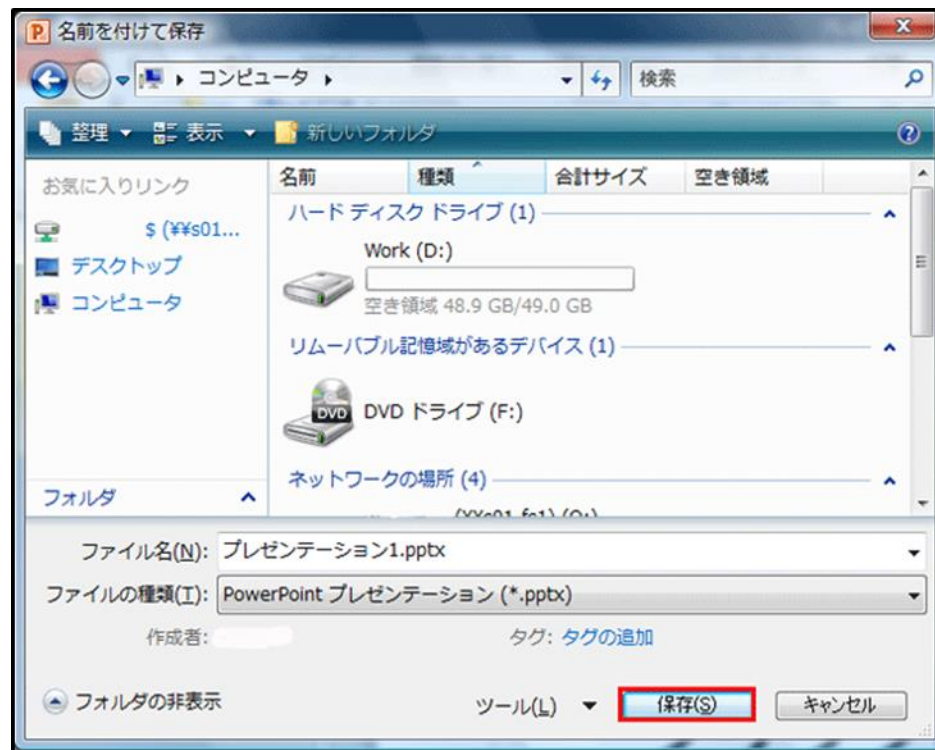 名前を付けて保存
コンピュータ 検索
整理 表示 新しいフォルダ
お気に入りリンク
$ (¥¥s01...
デスクトップ
コンピュータ
フォルダ
名前 種類 合計サイズ 空き領域
ハード ディスク ドライブ (1)
Work (D:)
空き領域 48.9 GB/49.0 GB
リムーバブル記憶域があるデバイス (1)
DVD
DVD ドライブ (F:)
ネットワークの場所 (4)
ファイル名(N): プレゼンテーション1.pptx
ファイルの種類(T): PowerPoint プレゼンテーション (*.pptx)
作成者: タグ: タグの追加
フォルダの非表示 ツール(L) 保存(S) キャンセル